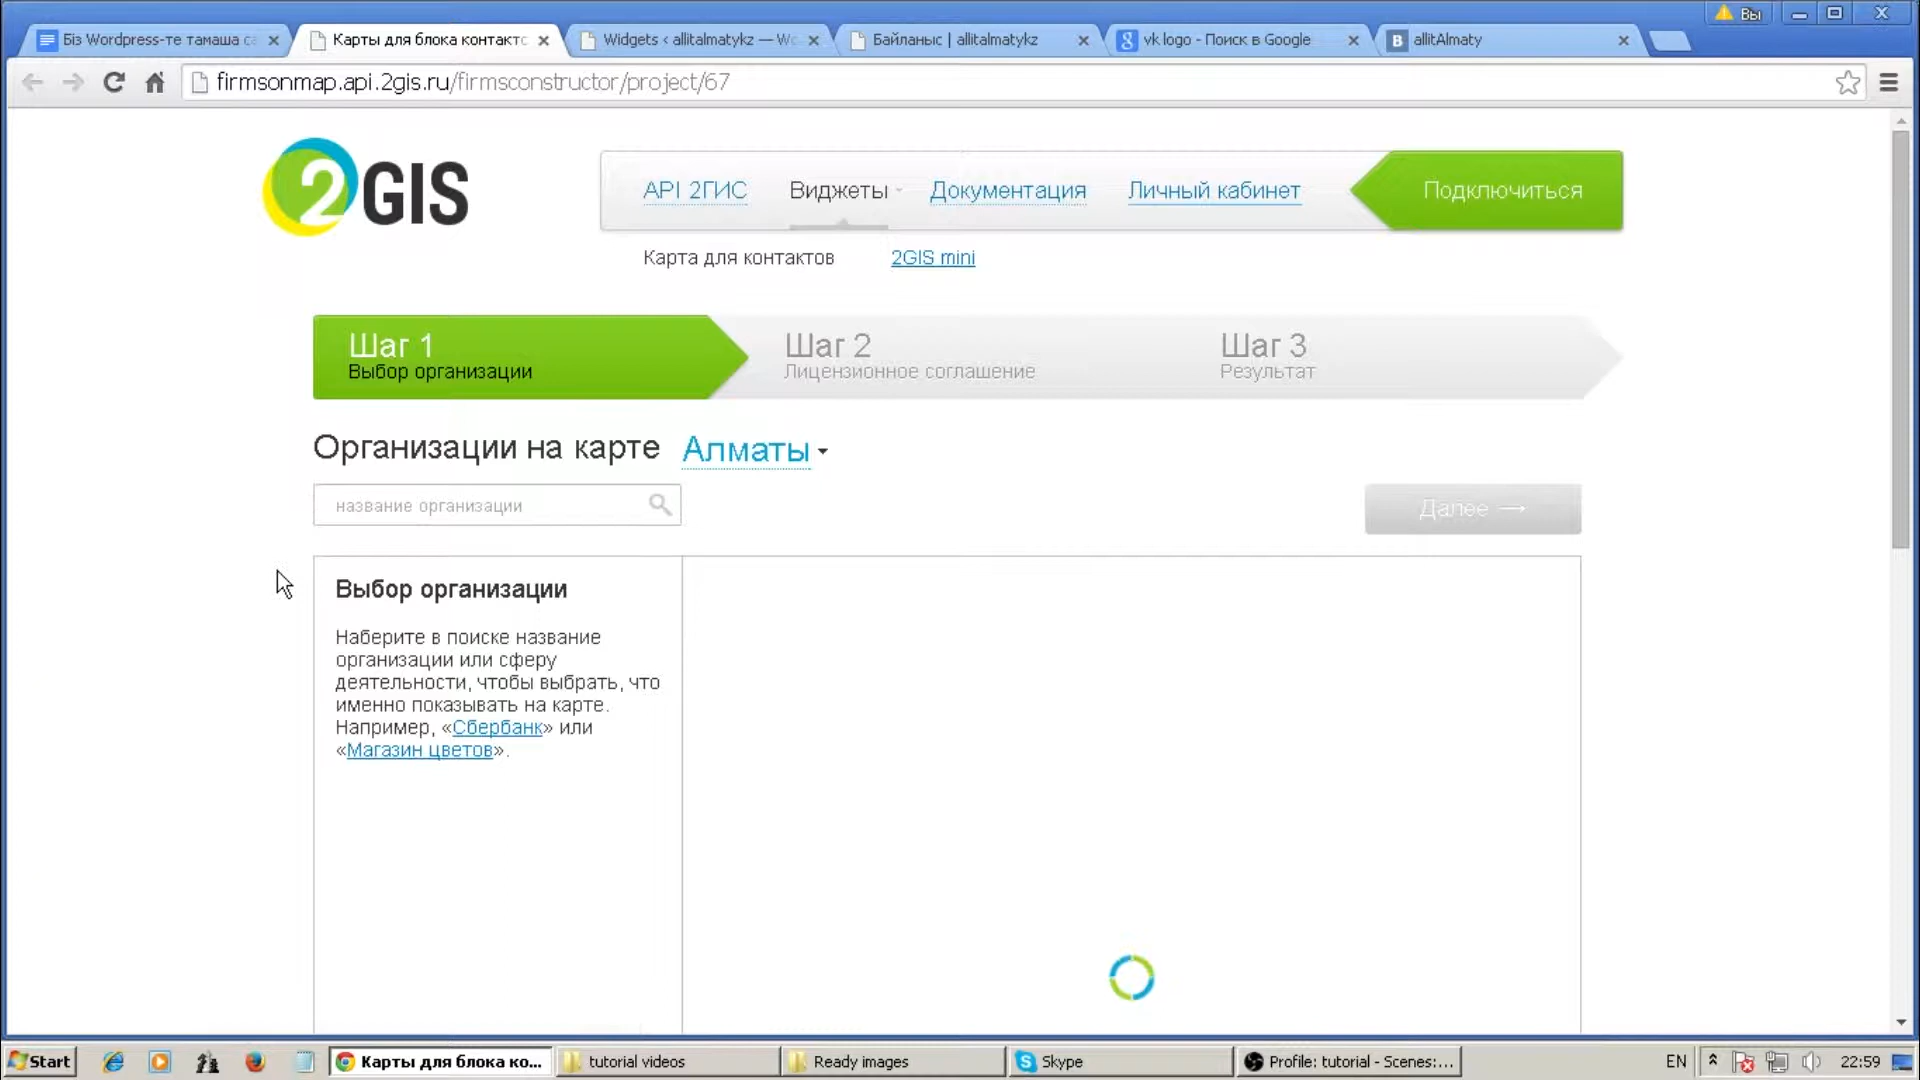 Вы
Біз Wordpress-те тамаша са
Карты для блока контактс
Widgets ‹ allitalmatykz — Wo
Байланыс | allitalmatykz
vk logo - Поиск в Google
allitAlmaty
firmsonmap.api.2gis.ru/firmsconstructor/project/67
2GIS
API 2ГИС
Виджеты
Документация
Личный кабинет
Подключиться
Карта для контактов
2GIS mini
Шаг 1
Выбор организации
Шаг 2
Лицензионное соглашение
Шаг 3
Результат
Организации на карте Алматы
название организации
Далее →
Выбор организации
Наберите в поиске название
организации или сферу
деятельности, чтобы выбрать, что
именно показывать на карте.
Например, «Сбербанк» или
«Магазин цветов».
Start
Карты для блока ко...
tutorial videos
Ready images
Skype
Profile: tutorial - Scenes:...
EN
22:59